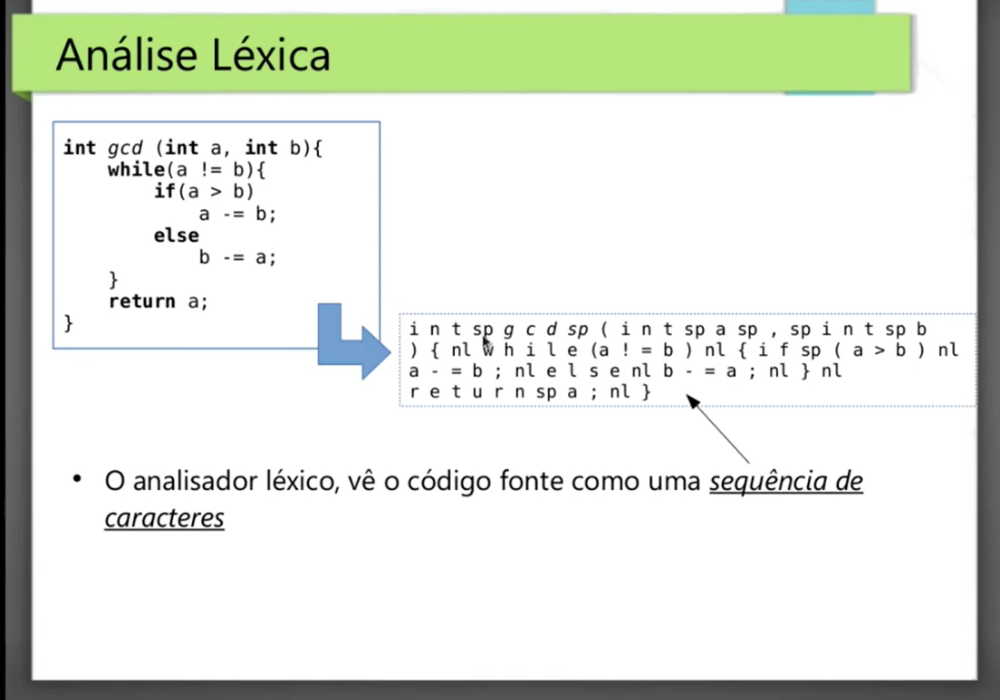 Análise Léxica
int gcd (int a, int b){
    while(a != b){
        if(a > b)
            a -= b;
        else
            b -= a;
    }
    return a;
}
i n t sp g c d sp ( i n t sp a sp , sp i n t sp b
) { nl w h i l e (a ! = b ) nl { i f sp ( a > b ) nl
a - = b ; nl e l s e nl b - = a ; nl } nl
r e t u r n sp a ; nl }
• O analisador léxico, vê o código fonte como uma sequência de
caracteres